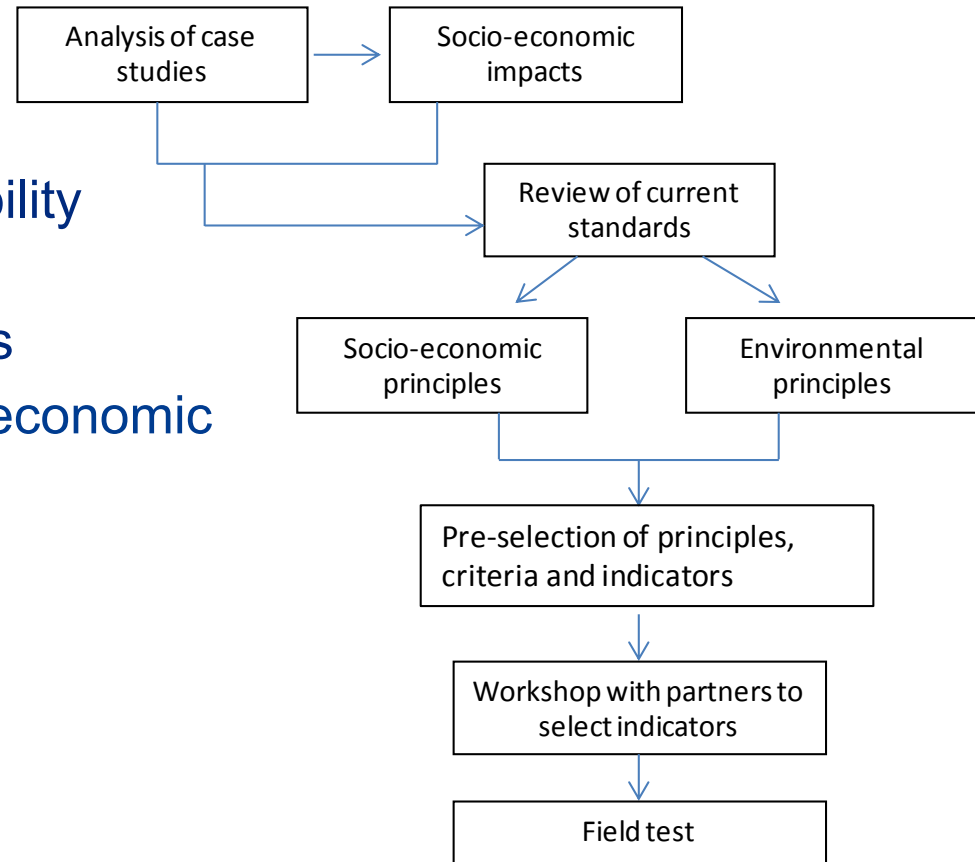 Analysis of case
studies
Socio-economic
impacts
Review of current
standards
Socio-economic
principles
Environmental
principles
Pre-selection of principles,
criteria and indicators
Workshop with partners to
select indicators
Field test
economic